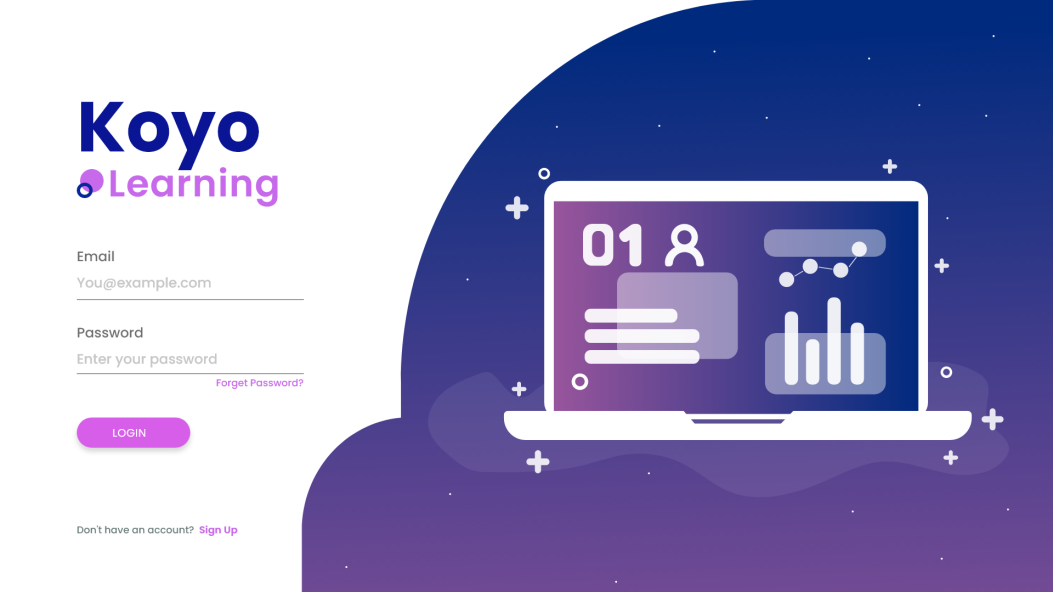 Koyo
Learning
Email
You@example.com
Password
Enter your password
Forget Password?
LOGIN
Don't have an account? Sign Up
01